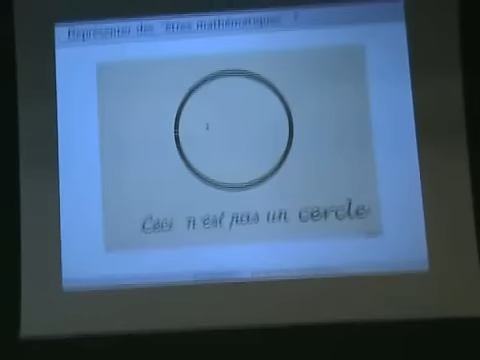 Représenter des "êtres mathématiques" ?
Ceci n'est pas un cercle